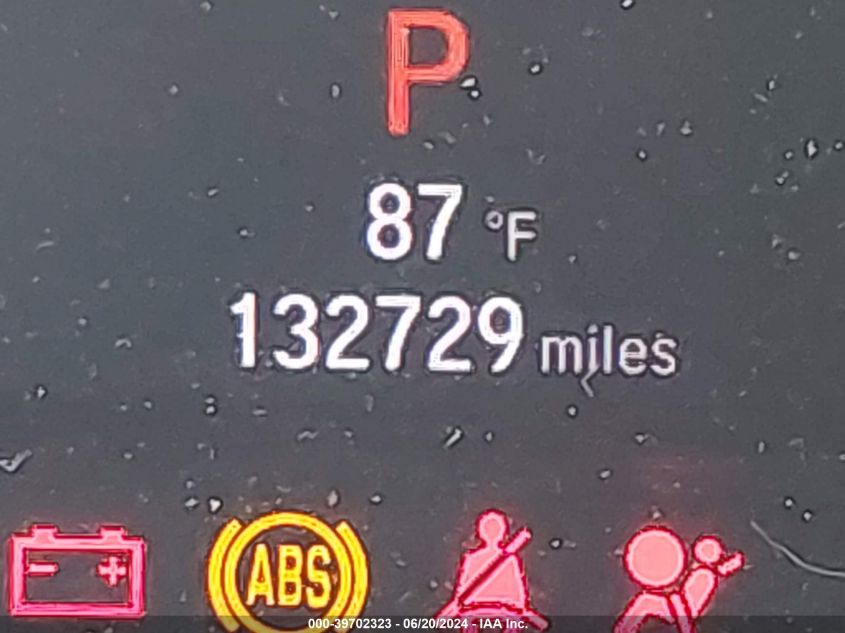 P
87 °F
132729 miles
- +
ABS
000-39702323 - 06/20/2024 - IAA Inc.